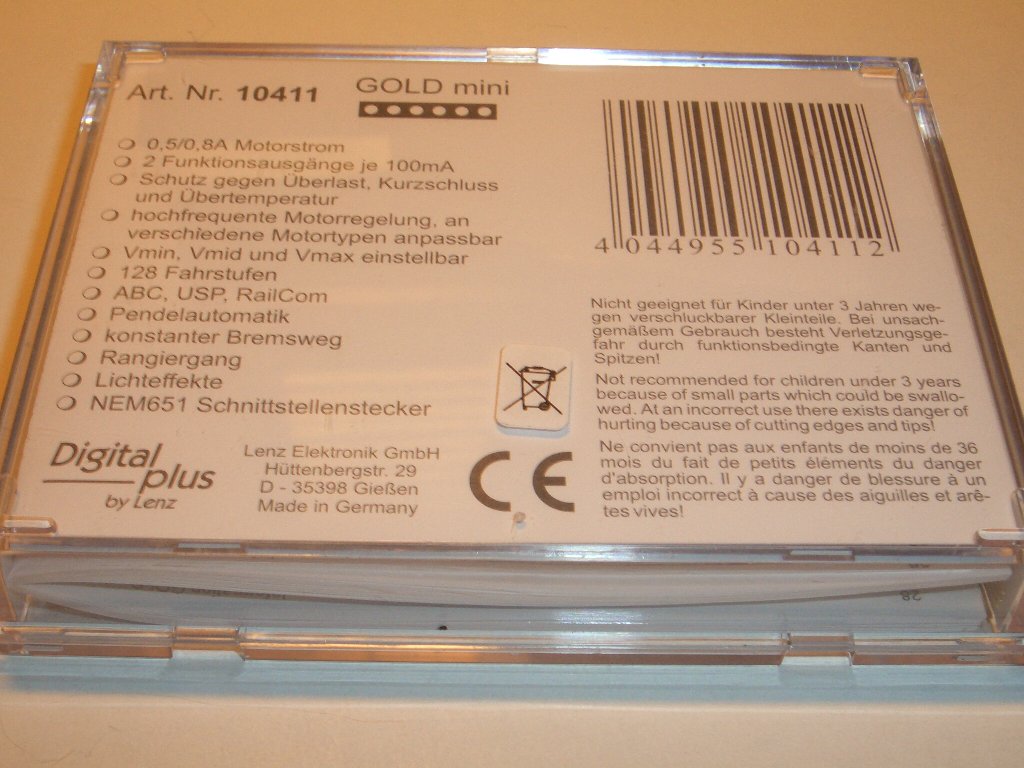 Art. Nr. 10411
GOLD mini
0,5/0,8A Motorstrom
2 Funktionsausgänge je 100mA
Schutz gegen Überlast, Kurzschluss
und Übertemperatur
hochfrequente Motorregelung, an
verschiedene Motortypen anpassbar
Vmin, Vmid und Vmax einstellbar
128 Fahrstufen
ABC, USP, RailCom
Pendelautomatik
konstanter Bremsweg
Rangiergang
Lichteffekte
NEM651 Schnittstellenstecker
Digital
plus
by Lenz
Lenz Elektronik GmbH
Hüttenbergstr. 29
D - 35398 Gießen
Made in Germany
CE
4 044955 104112
Nicht geeignet für Kinder unter 3 Jahren we-
gen verschluckbarer Kleinteile. Bei unsach-
gemäßem Gebrauch besteht Verletzungsge-
fahr durch funktionsbedingte Kanten und
Spitzen!
Not recommended for children under 3 years
because of small parts which could be swallo-
wed. At an incorrect use there exists danger of
hurting because of cutting edges and tips!
Ne convient pas aux enfants de moins de 36
mois du fait de petits éléments du danger
d'absorption. Il y a danger de blessure à un
emploi incorrect à cause des aiguilles et arê-
tes vives!
28